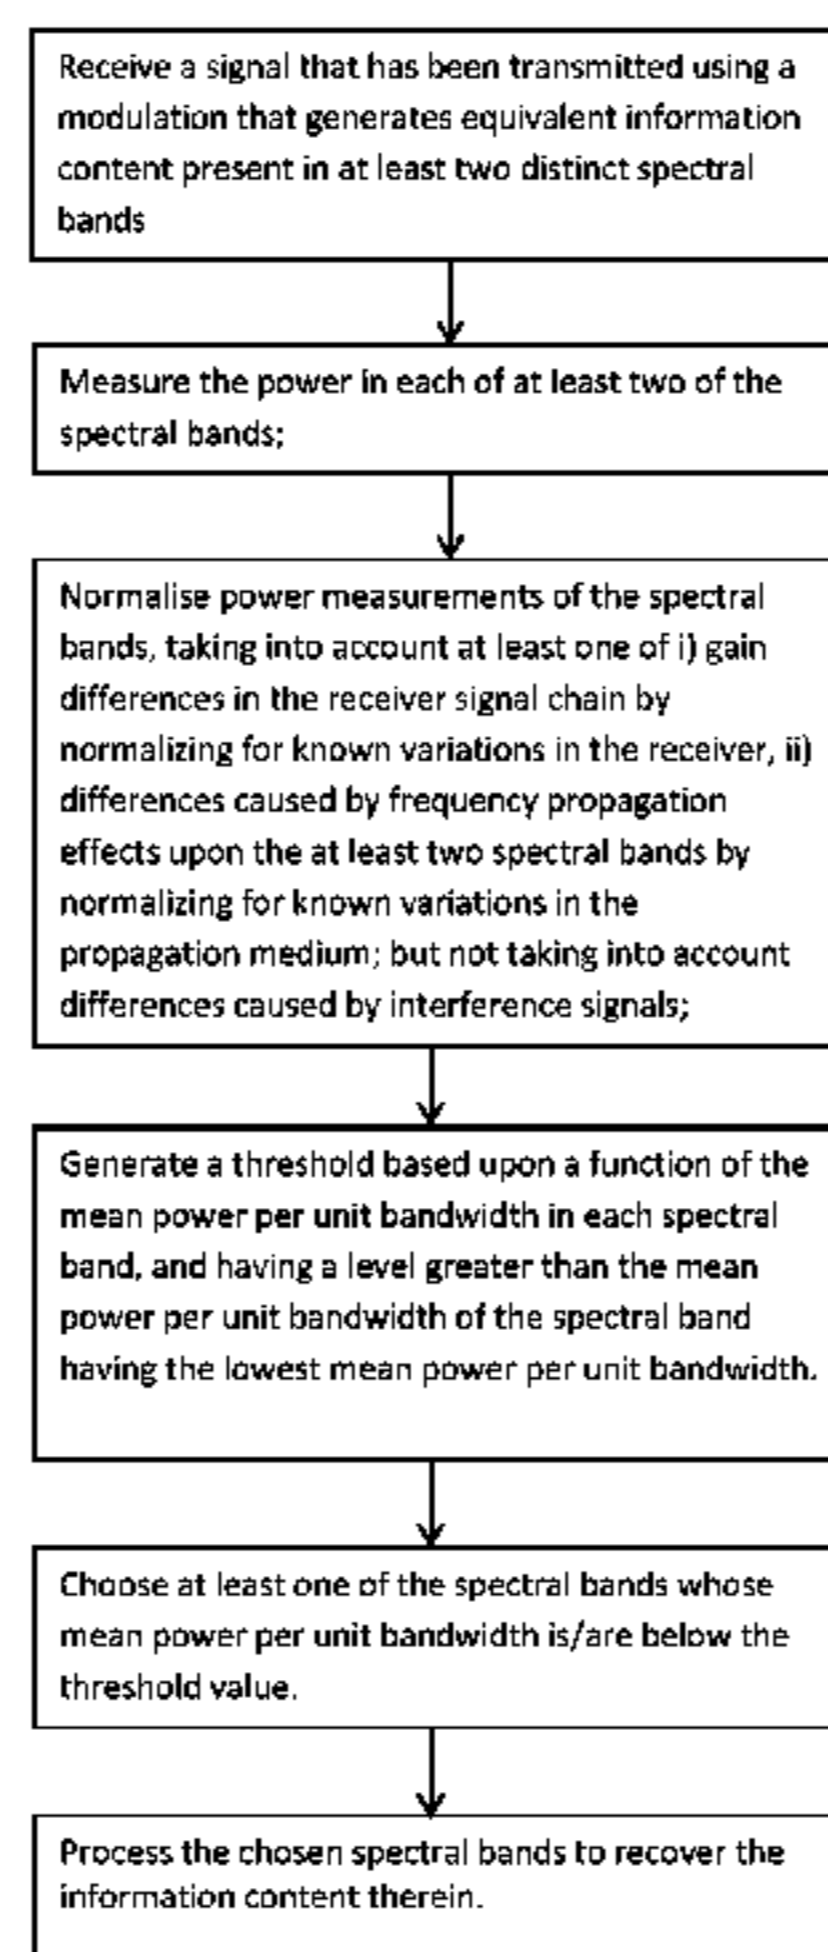 Receive a signal that has been transmitted using a
modulation that generates equivalent information
content present in at least two distinct spectral
bands
Measure the power in each of at least two of the
spectral bands;
Normalise power measurements of the spectral
bands, taking into account at least one of i) gain
differences in the receiver signal chain by
normalizing for known variations in the receiver, ii)
differences caused by frequency propagation
effects upon the at least two spectral bands by
normalizing for known variations in the
propagation medium; but not taking into account
differences caused by interference signals;
Generate a threshold based upon a function of the
mean power per unit bandwidth in each spectral
band, and having a level greater than the mean
power per unit bandwidth of the spectral band
having the lowest mean power per unit bandwidth.
Choose at least one of the spectral bands whose
mean power per unit bandwidth is/are below the
threshold value.
Process the chosen spectral bands to recover the
information content therein.